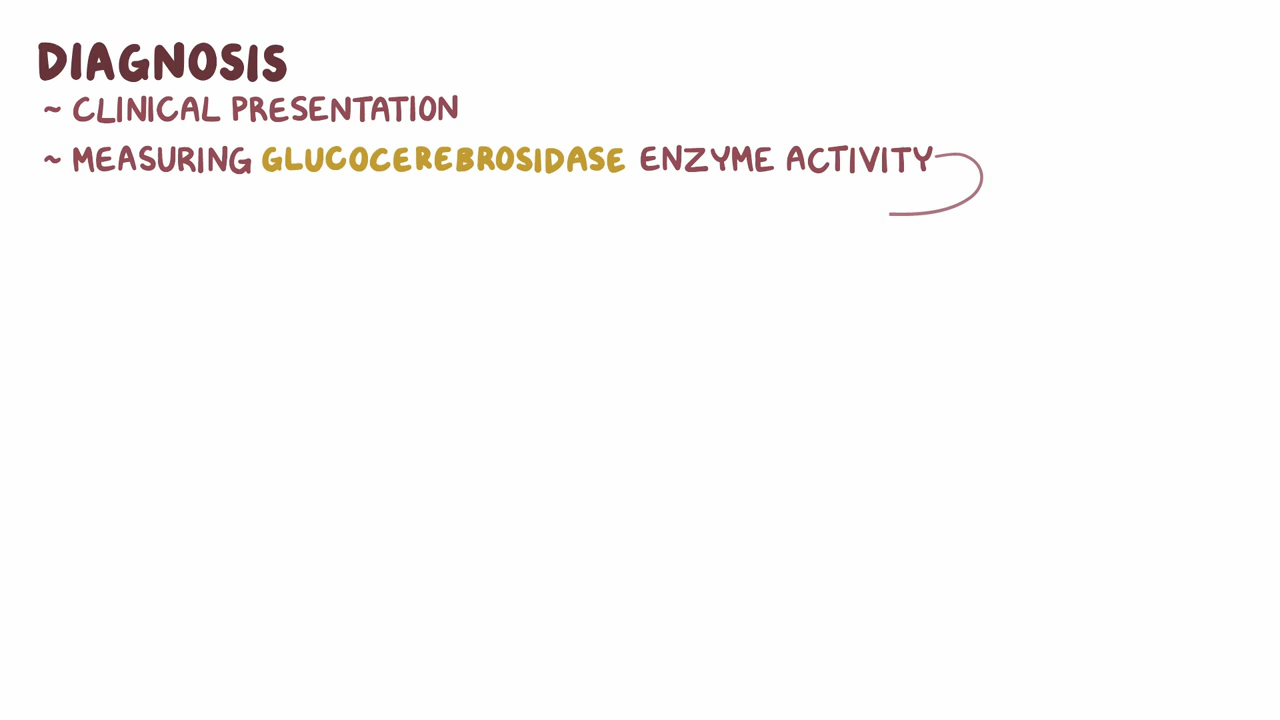 DIAGNOSIS
~ CLINICAL PRESENTATION
~ MEASURING GLUCOCEREBROSIDASE ENZYME ACTIVITY